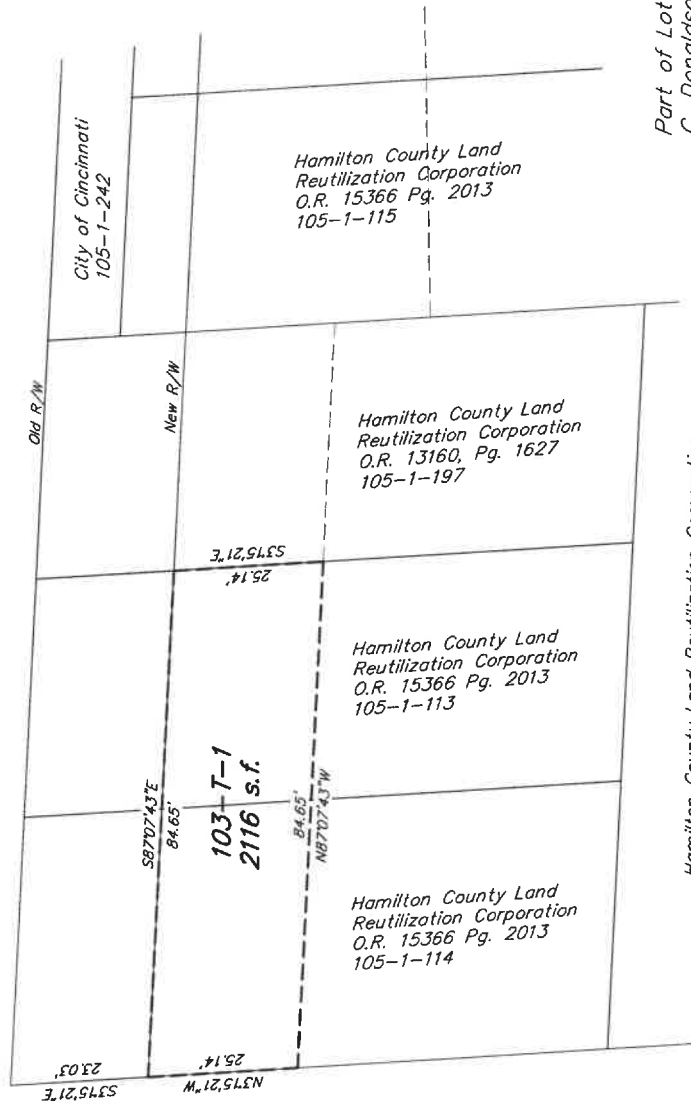 Part of Lot
C. Donaldso
City of Cincinnati
105-1-242
Hamilton County Land
Reutilization Corporation
O.R. 15366 Pg. 2013
105-1-115
Old R/W
New R/W
Hamilton County Land
Reutilization Corporation
O.R. 13160, Pg. 1627
105-1-197
S3°15'21"E
25.14'
Hamilton County Land
Reutilization Corporation
O.R. 15366 Pg. 2013
105-1-113
S87°07'43"E
84.65'
103-T-1
2116 s.f.
84.65'
N87°07'43"W
Hamilton County Land
Reutilization Corporation
O.R. 15366 Pg. 2013
105-1-114
23.03'
S3°15'21"E
25.14'
N3°15'21"W
Hamilton County Land Reutilization